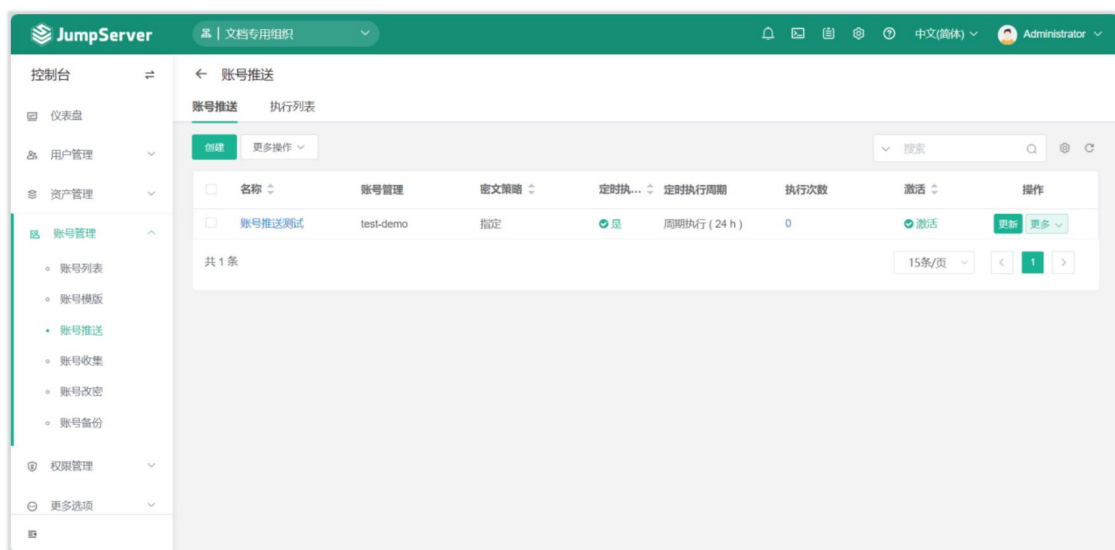 JumpServer 文档专用组织 中文(简体) Administrator
控制台
账号推送
仪表盘
用户管理
资产管理
账号管理
账号列表
账号模版
账号推送
账号收集
账号改密
账号备份
权限管理
更多选项
账号推送 执行列表
创建 更多操作 搜索
名称 账号管理 密文策略 定时执... 定时执行周期 执行次数 激活 操作
账号推送测试 test-demo 指定 是 周期执行 ( 24 h ) 0 激活 更新 更多
共 1 条 15条/页 1